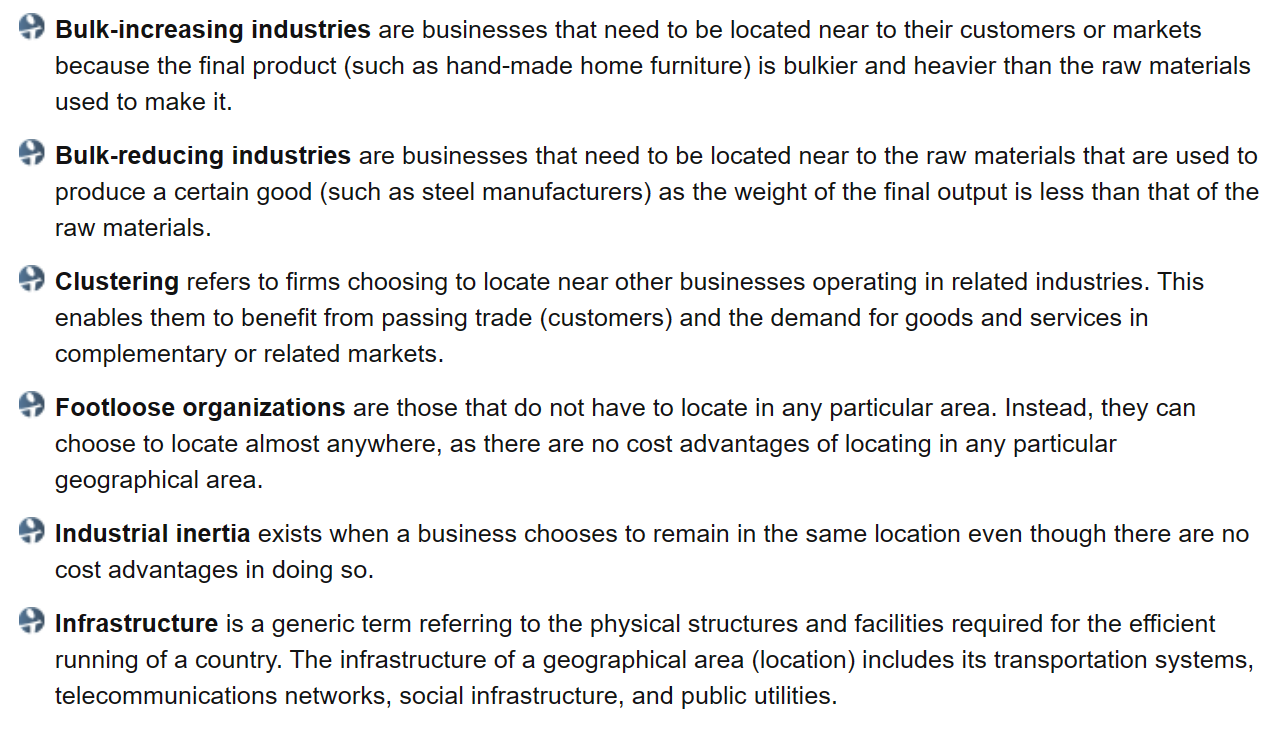 Bulk-increasing industries are businesses that need to be located near to their customers or markets
because the final product (such as hand-made home furniture) is bulkier and heavier than the raw materials
used to make it.
Bulk-reducing industries are businesses that need to be located near to the raw materials that are used to
produce a certain good (such as steel manufacturers) as the weight of the final output is less than that of the
raw materials.
Clustering refers to firms choosing to locate near other businesses operating in related industries. This
enables them to benefit from passing trade (customers) and the demand for goods and services in
complementary or related markets.
Footloose organizations are those that do not have to locate in any particular area. Instead, they can
choose to locate almost anywhere, as there are no cost advantages of locating in any particular
geographical area.
Industrial inertia exists when a business chooses to remain in the same location even though there are no
cost advantages in doing so.
Infrastructure is a generic term referring to the physical structures and facilities required for the efficient
running of a country. The infrastructure of a geographical area (location) includes its transportation systems,
telecommunications networks, social infrastructure, and public utilities.